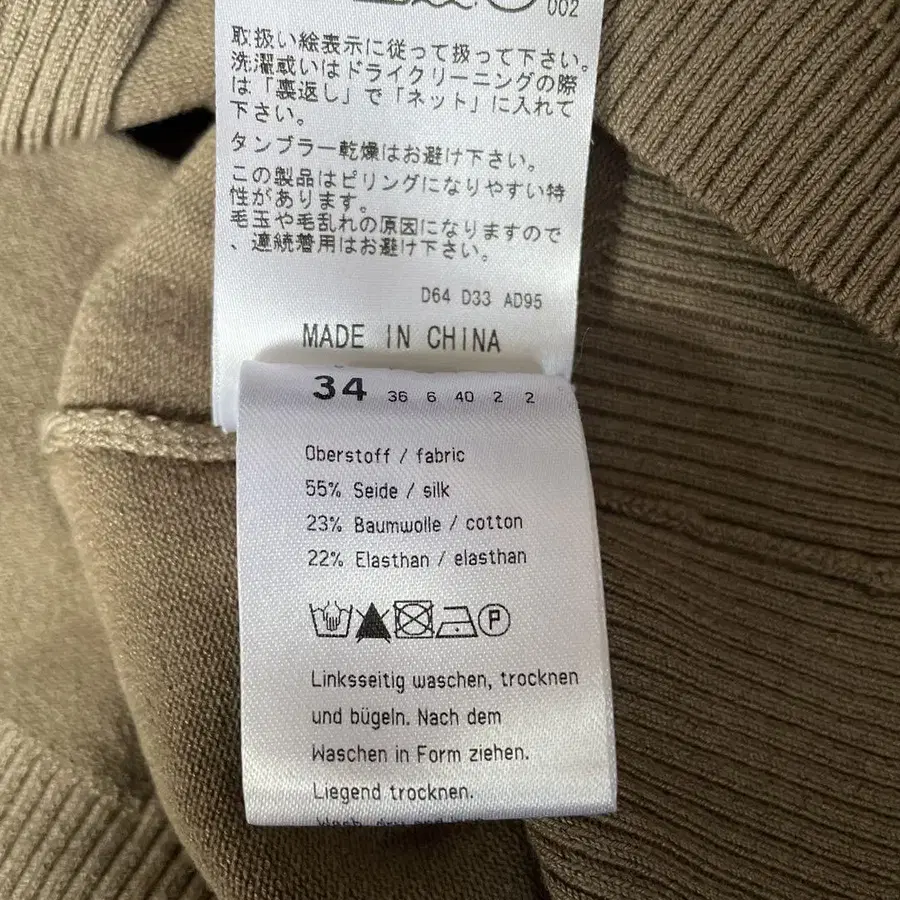 002
取扱い絵表示に従って扱って下さい。
洗濯或いはドライクリーニングの際
は「裏返し」で「ネット」に入れて
下さい。
タンブラー乾燥はお避け下さい。
この製品はピリングになりやすい特
性があります。
毛玉や毛乱れの原因になりますので
、連続着用はお避け下さい。
D64 D33 AD95
MADE IN CHINA
34 36 6 40 2 2
Oberstoff / fabric
55% Seide / silk
23% Baumwolle / cotton
22% Elasthan / elasthan
P
Linksseitig waschen, trocknen
und bügeln. Nach dem
Waschen in Form ziehen.
Liegend trocknen.